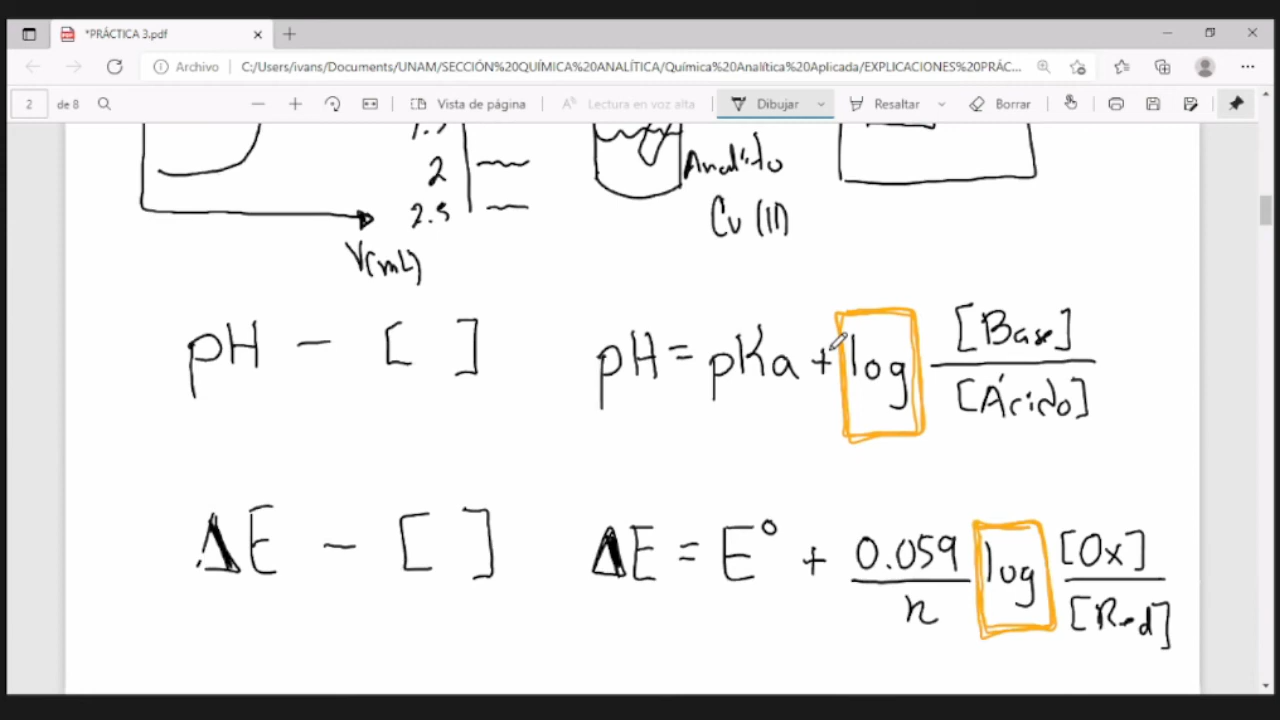 *PRÁCTICA 3.pdf
Archivo C:/Users/ivans/Documents/UNAM/SECCIÓN%20QUÍMICA%20ANALÍTICA/Química%20Analítica%20Aplicada/EXPLICACIONES%20PRÁC...
2 de 8 Vista de página Lectura en voz alta Dibujar Resaltar Borrar
2
2.5
V(mL)
Analito
Cu (II)
pH - [ ] pH = pKa + log [Base]
[Ácido]
ΔE - [ ] ΔE = E° + 0.059 log [Ox]
n [Red]